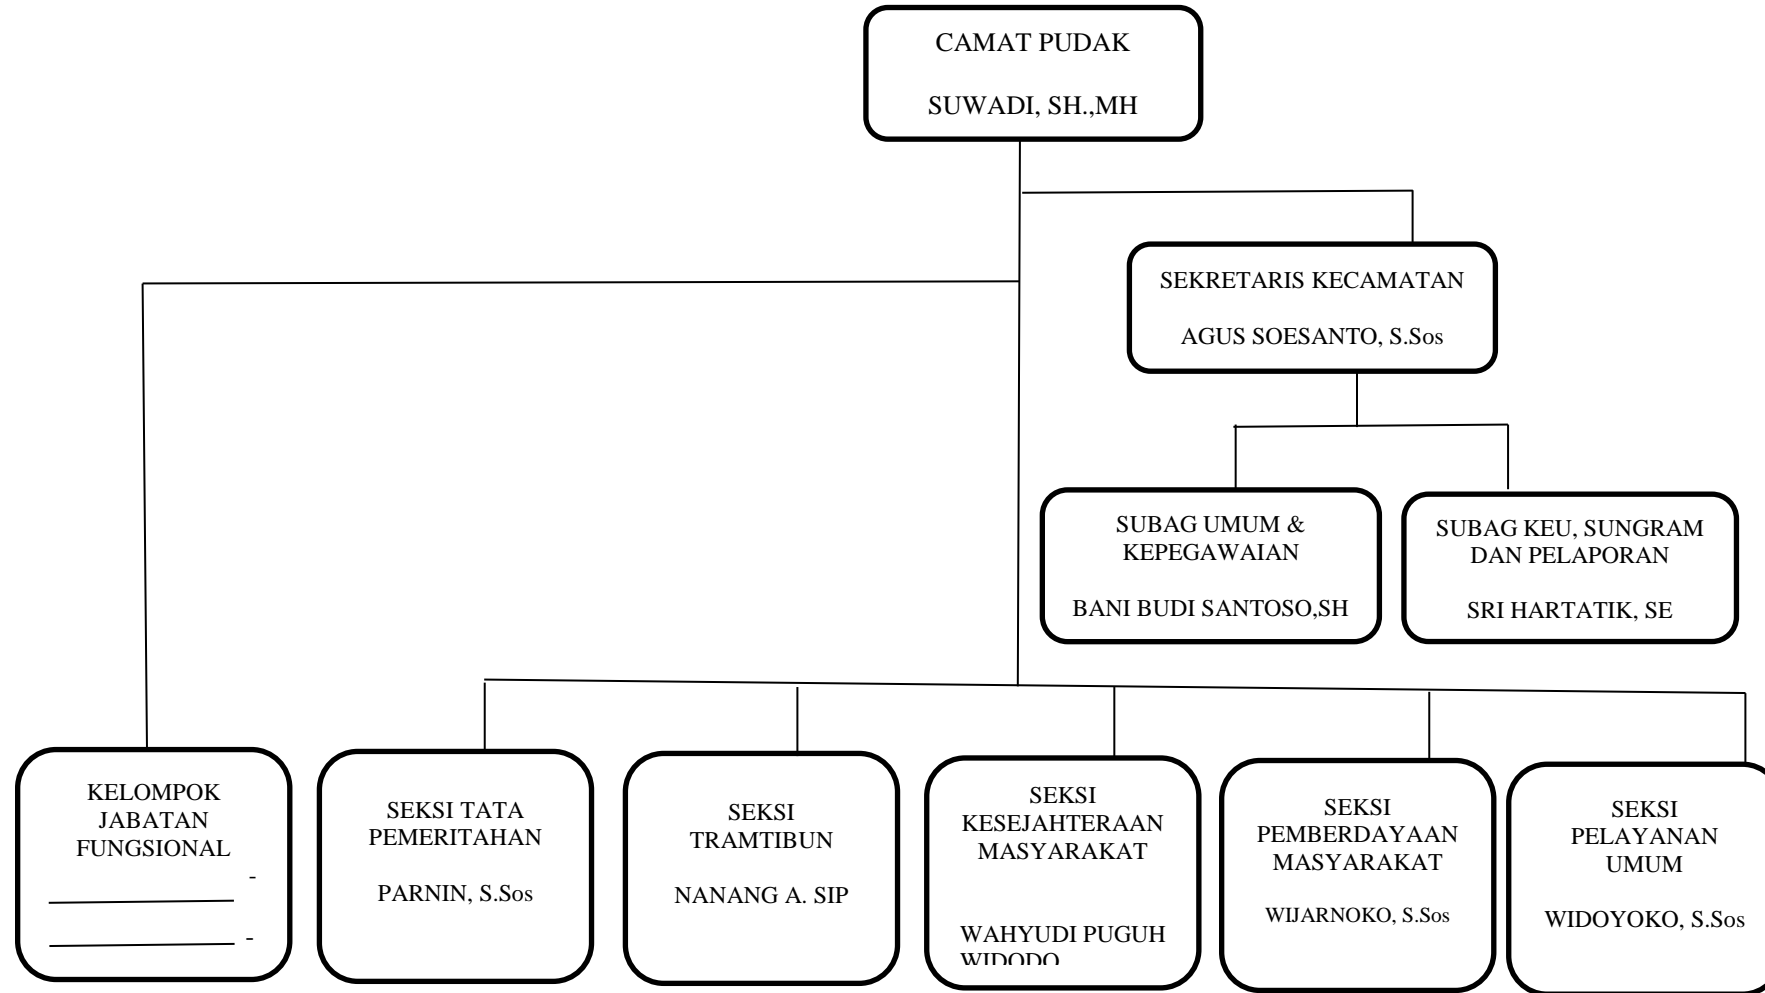 CAMAT PUDAK
SUWADI, SH.,MH
SEKRETARIS KECAMATAN
AGUS SOESANTO, S.Sos
SUBAG UMUM &
KEPEGAWAIAN
BANI BUDI SANTOSO,SH
SUBAG KEU, SUNGRAM
DAN PELAPORAN
SRI HARTATIK, SE
KELOMPOK
JABATAN
FUNGSIONAL
-
-
SEKSI TATA
PEMERITAHAN
PARNIN, S.Sos
SEKSI
TRAMTIBUN
NANANG A. SIP
SEKSI
KESEJAHTERAAN
MASYARAKAT
WAHYUDI PUGUH
WIDODO
SEKSI
PEMBERDAYAAN
MASYARAKAT
WIJARNOKO, S.Sos
SEKSI
PELAYANAN
UMUM
WIDOYOKO, S.Sos